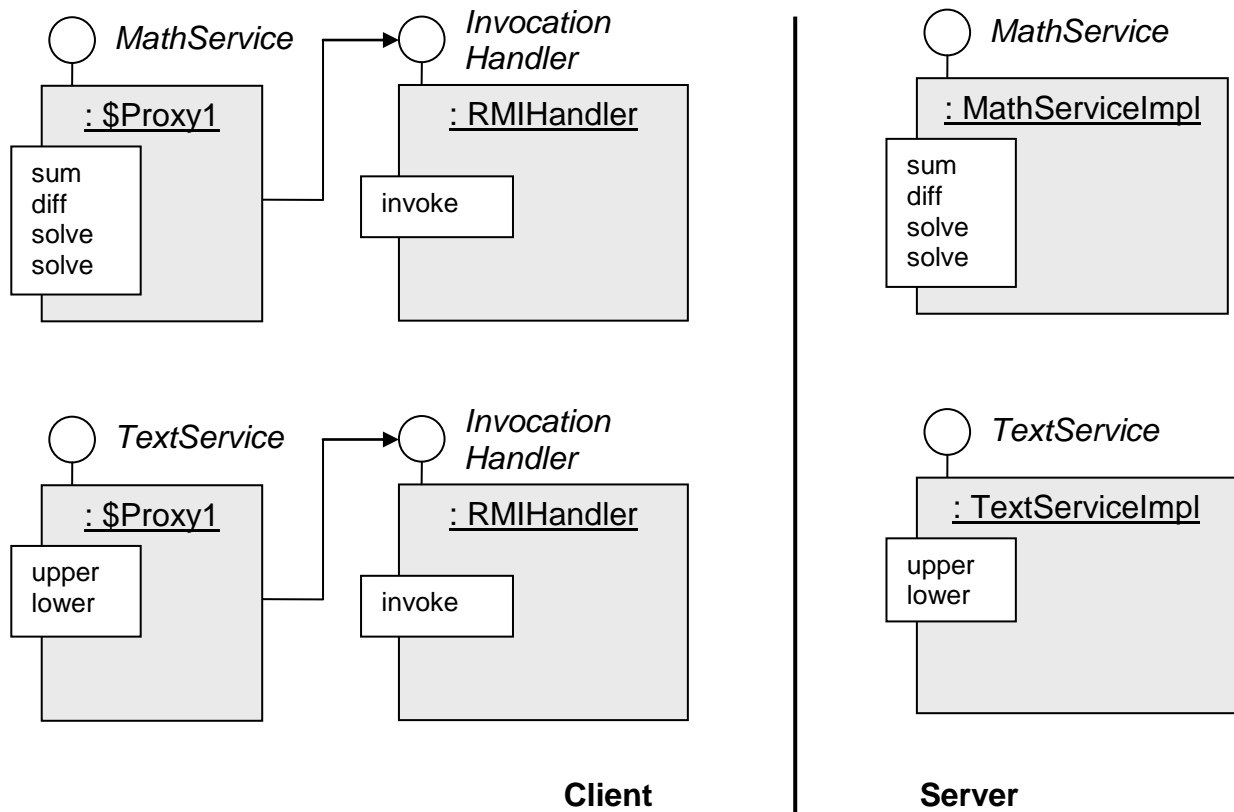 MathService
Invocation
Handler
: $Proxy1
: RMIHandler
sum
diff
solve
solve
invoke
MathService
: MathServiceImpl
sum
diff
solve
solve
TextService
Invocation
Handler
: $Proxy1
: RMIHandler
upper
lower
invoke
TextService
: TextServiceImpl
upper
lower
Client
Server